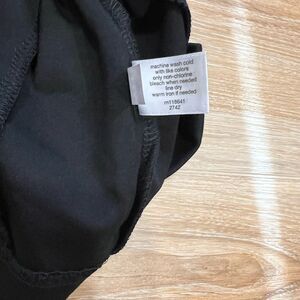 machine wash cold
with like colors
only non-chlorine
bleach when needed
line dry
warm iron if needed
m118641
2742